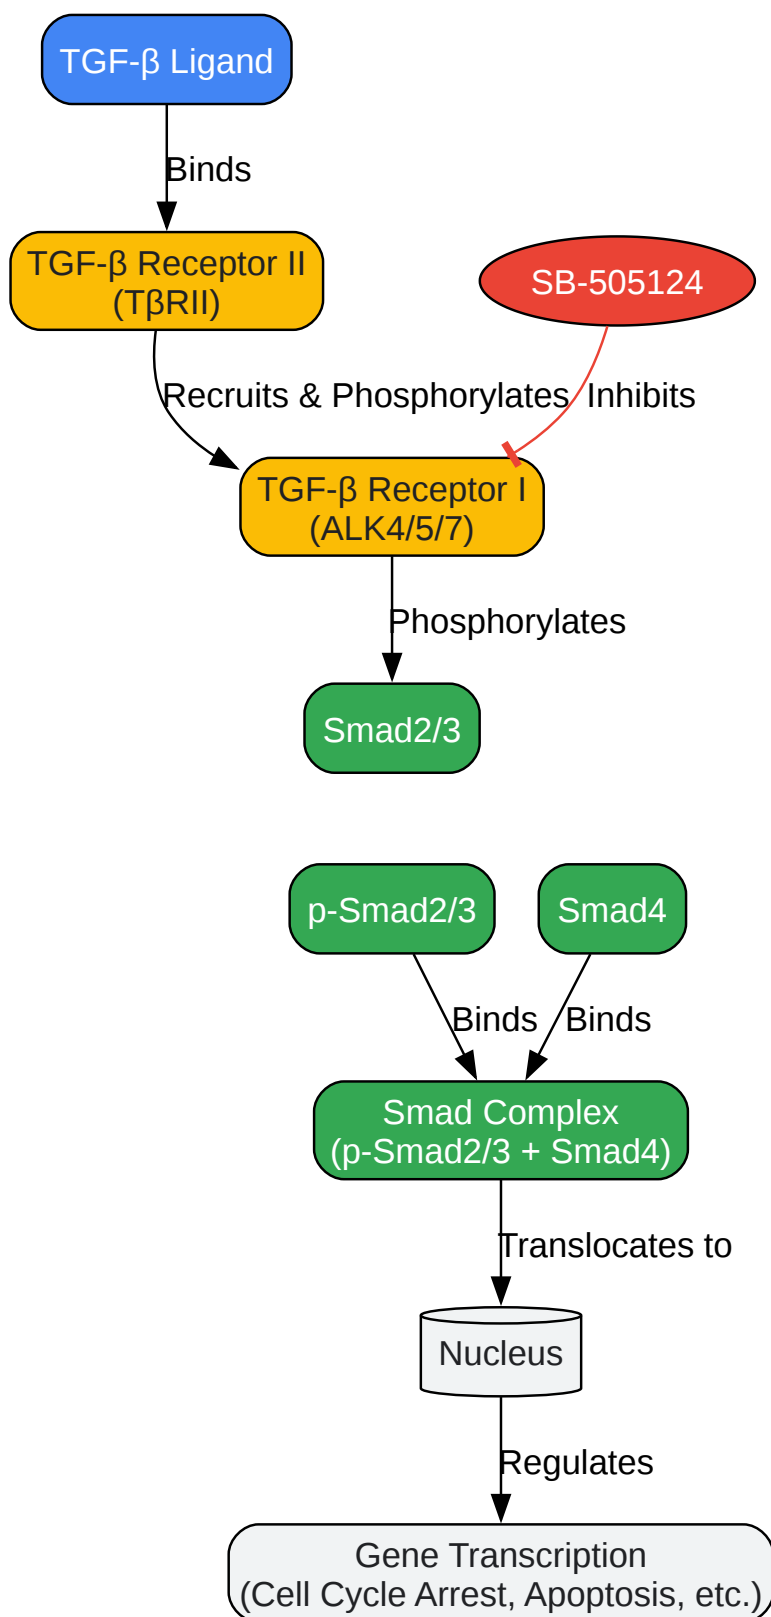 TGF-β Ligand
Binds
TGF-β Receptor II
(TβRII)
SB-505124
Recruits & Phosphorylates
Inhibits
TGF-β Receptor I
(ALK4/5/7)
Phosphorylates
Smad2/3
p-Smad2/3
Smad4
Binds
Binds
Smad Complex
(p-Smad2/3 + Smad4)
Translocates to
Nucleus
Regulates
Gene Transcription
(Cell Cycle Arrest, Apoptosis, etc.)